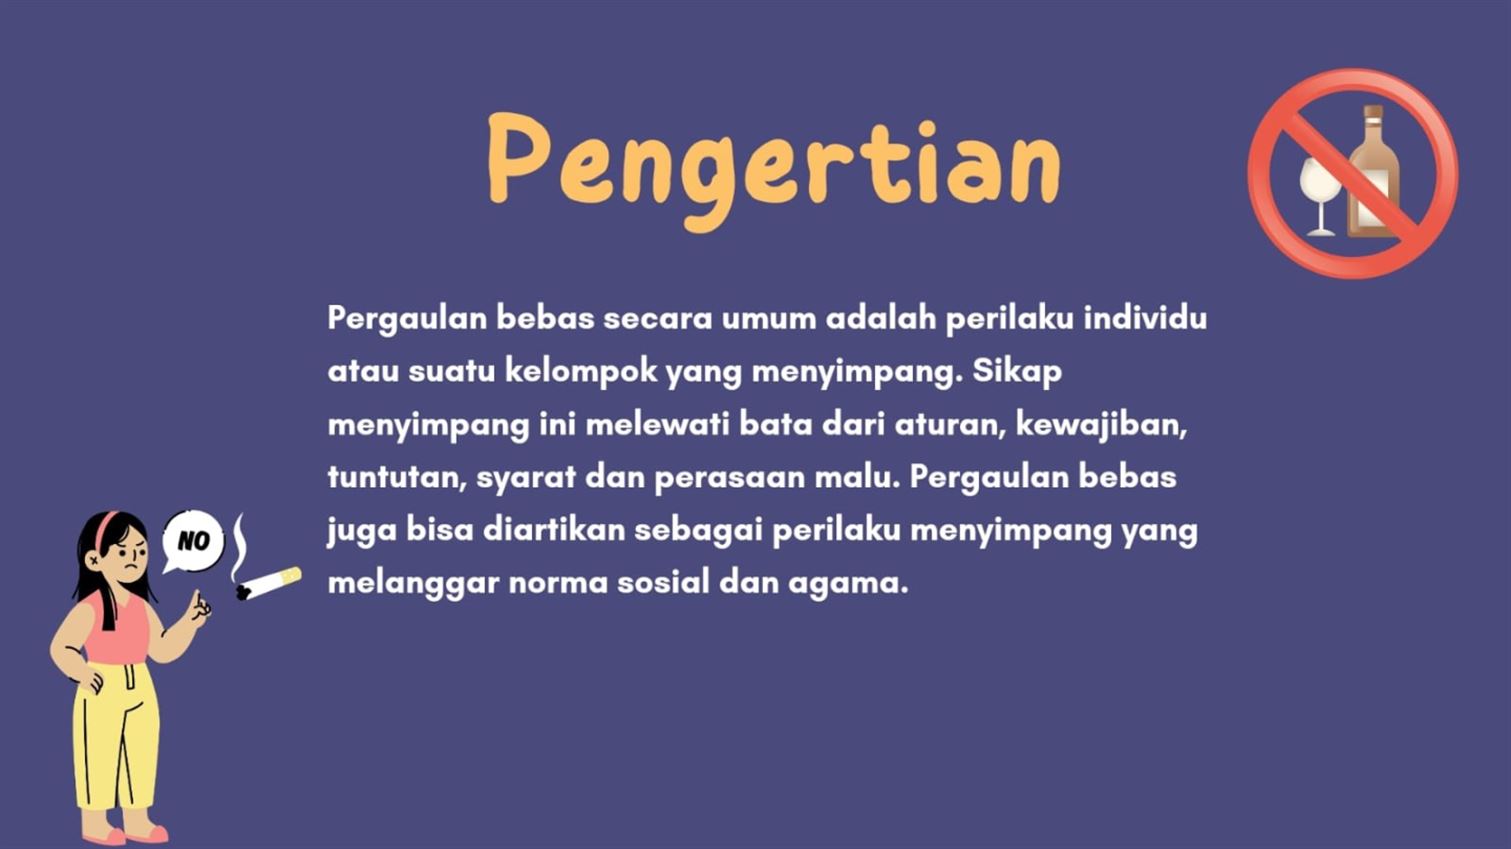 Pengertian
Pergaulan bebas secara umum adalah perilaku individu
atau suatu kelompok yang menyimpang. Sikap
menyimpang ini melewati bata dari aturan, kewajiban,
tuntutan, syarat dan perasaan malu. Pergaulan bebas
juga bisa diartikan sebagai perilaku menyimpang yang
melanggar norma sosial dan agama.
NO